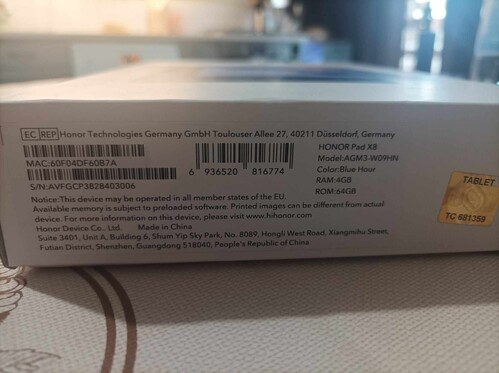 EC REP Honor Technologies Germany GmbH Toulouser Allee 27, 40211 Düsseldorf, Germany
HONOR Pad X8
MAC:60F04DF60B7A
6 936520 816774
Model:AGM3-W09HN
Color:Blue Hour
S/N:AVFGCP3828403006
RAM:4GB
ROM:64GB
Notice:This device may be operated in all member states of the EU.
Available memory is subject to preloaded software. Printed images can be different from actual
device. For more information on this device, please visit www.hihonor.com
Honor Device Co., Ltd. Made in China
Suite 3401, Unit A, Building 6, Shum Yip Sky Park, No. 8089, Hongli West Road, Xiangmihu Street,
Futian District, Shenzhen, Guangdong 518040, People's Republic of China
TABLET
TC 681359